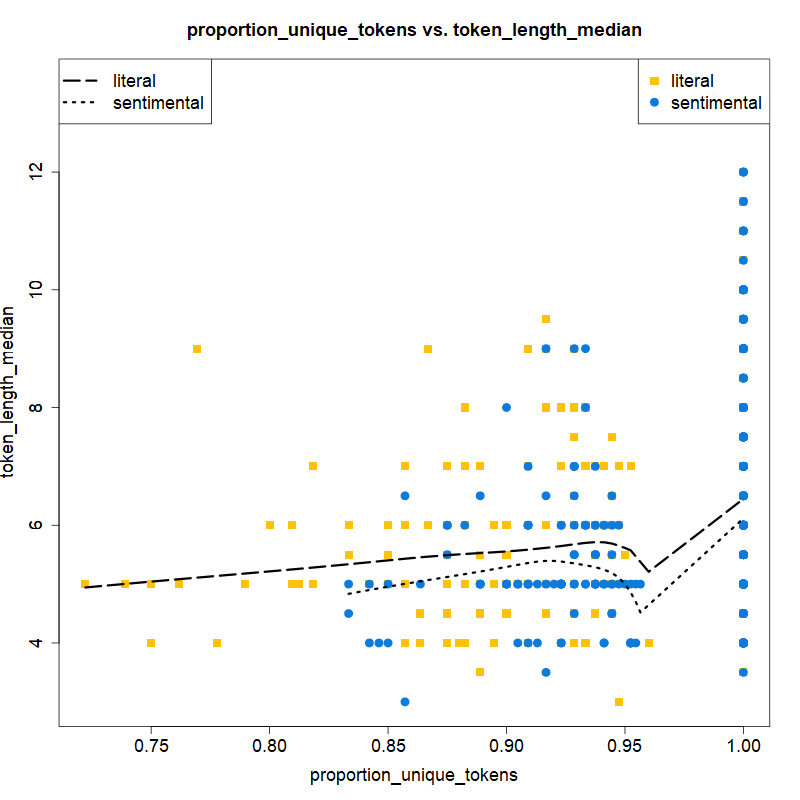 proportion_unique_tokens vs. token_length_median
literal
sentimental
literal
sentimental
token_length_median
12
10
8
6
4
0.75 0.80 0.85 0.90 0.95 1.00
proportion_unique_tokens